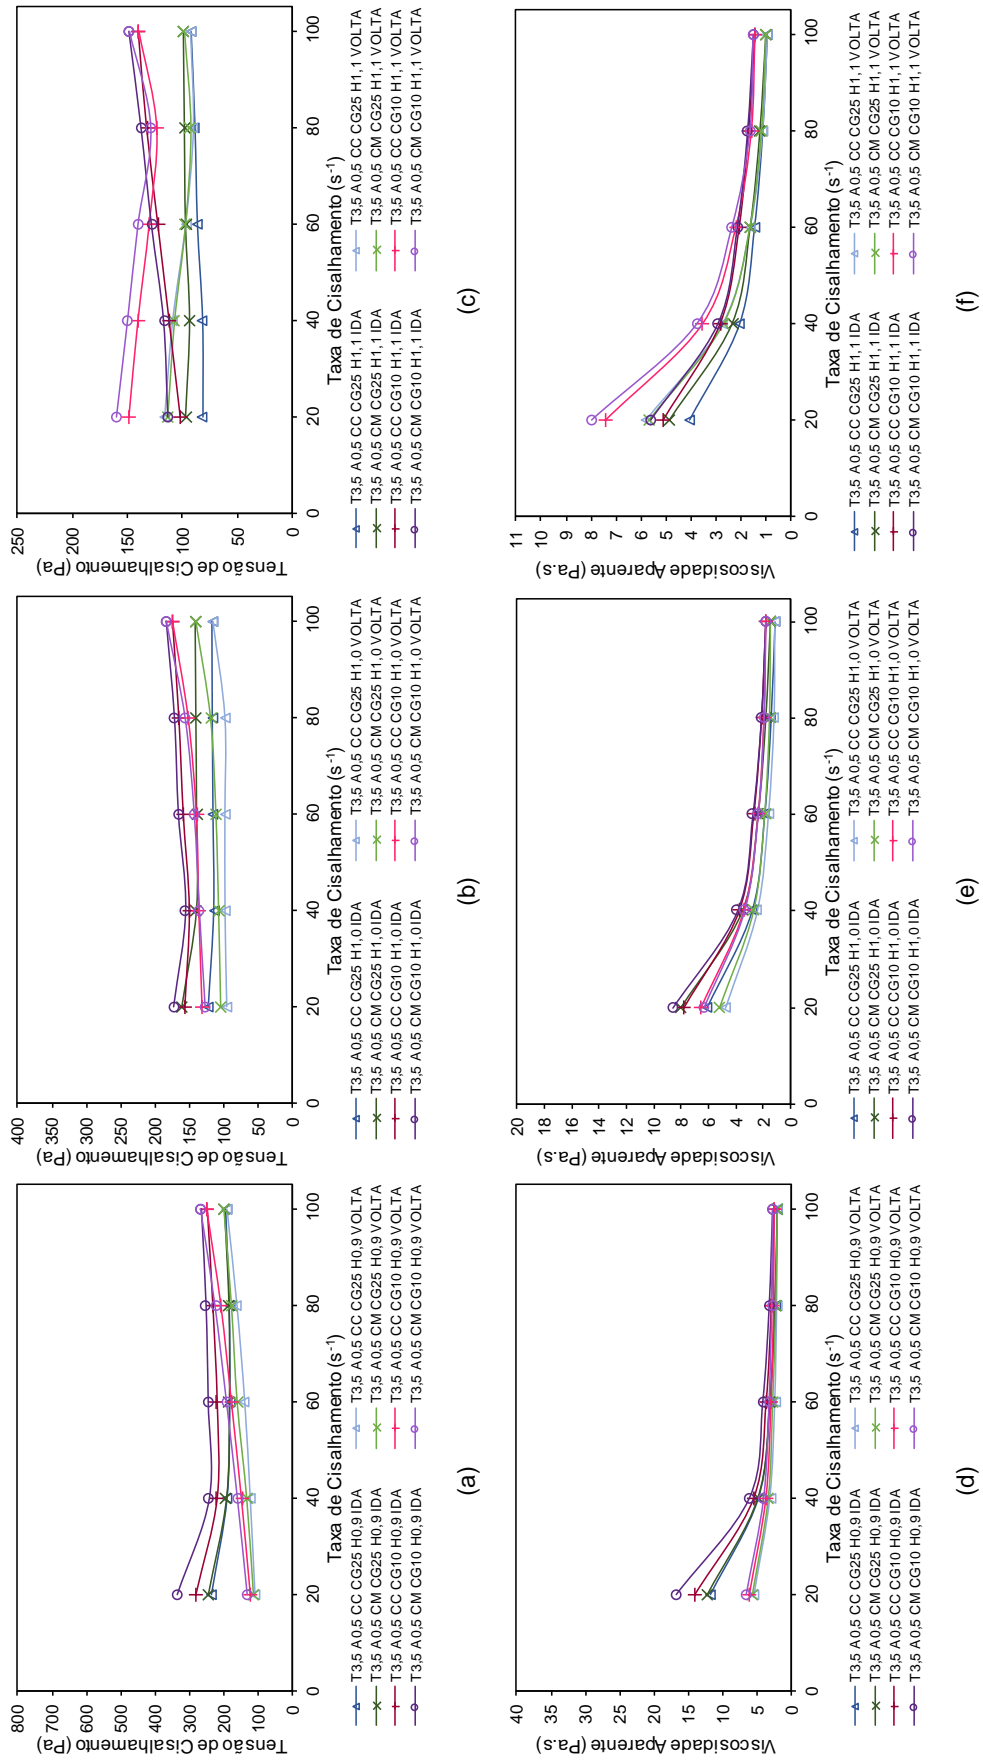 800
700
600
500
400
300
200
100
0
Tensão de Cisalhamento (Pa)
0 20 40 60 80 100
Taxa de Cisalhamento (s-1)
T3,5 A0,5 CC CG25 H0,9 IDA
T3,5 A0,5 CC CG25 H0,9 VOLTA
T3,5 A0,5 CM CG25 H0,9 IDA
T3,5 A0,5 CM CG25 H0,9 VOLTA
T3,5 A0,5 CC CG10 H0,9 IDA
T3,5 A0,5 CC CG10 H0,9 VOLTA
T3,5 A0,5 CM CG10 H0,9 IDA
T3,5 A0,5 CM CG10 H0,9 VOLTA
(a)
400
350
300
250
200
150
100
50
0
Tensão de Cisalhamento (Pa)
0 20 40 60 80 100
Taxa de Cisalhamento (s-1)
T3,5 A0,5 CC CG25 H1,0 IDA
T3,5 A0,5 CC CG25 H1,0 VOLTA
T3,5 A0,5 CM CG25 H1,0 IDA
T3,5 A0,5 CM CG25 H1,0 VOLTA
T3,5 A0,5 CC CG10 H1,0 IDA
T3,5 A0,5 CC CG10 H1,0 VOLTA
T3,5 A0,5 CM CG10 H1,0 IDA
T3,5 A0,5 CM CG10 H1,0 VOLTA
(b)
250
200
150
100
50
0
Tensão de Cisalhamento (Pa)
0 20 40 60 80 100
Taxa de Cisalhamento (s-1)
T3,5 A0,5 CC CG25 H1,1 IDA
T3,5 A0,5 CC CG25 H1,1 VOLTA
T3,5 A0,5 CM CG25 H1,1 IDA
T3,5 A0,5 CM CG25 H1,1 VOLTA
T3,5 A0,5 CC CG10 H1,1 IDA
T3,5 A0,5 CC CG10 H1,1 VOLTA
T3,5 A0,5 CM CG10 H1,1 IDA
T3,5 A0,5 CM CG10 H1,1 VOLTA
(c)
40
35
30
25
20
15
10
5
0
Viscosidade Aparente (Pa.s)
0 20 40 60 80 100
Taxa de Cisalhamento (s-1)
T3,5 A0,5 CC CG25 H0,9 IDA
T3,5 A0,5 CC CG25 H0,9 VOLTA
T3,5 A0,5 CM CG25 H0,9 IDA
T3,5 A0,5 CM CG25 H0,9 VOLTA
T3,5 A0,5 CC CG10 H0,9 IDA
T3,5 A0,5 CC CG10 H0,9 VOLTA
T3,5 A0,5 CM CG10 H0,9 IDA
T3,5 A0,5 CM CG10 H0,9 VOLTA
(d)
20
18
16
14
12
10
8
6
4
2
0
Viscosidade Aparente (Pa.s)
0 20 40 60 80 100
Taxa de Cisalhamento (s-1)
T3,5 A0,5 CC CG25 H1,0 IDA
T3,5 A0,5 CC CG25 H1,0 VOLTA
T3,5 A0,5 CM CG25 H1,0 IDA
T3,5 A0,5 CM CG25 H1,0 VOLTA
T3,5 A0,5 CC CG10 H1,0 IDA
T3,5 A0,5 CC CG10 H1,0 VOLTA
T3,5 A0,5 CM CG10 H1,0 IDA
T3,5 A0,5 CM CG10 H1,0 VOLTA
(e)
11
10
9
8
7
6
5
4
3
2
1
0
Viscosidade Aparente (Pa.s)
0 20 40 60 80 100
Taxa de Cisalhamento (s-1)
T3,5 A0,5 CC CG25 H1,1 IDA
T3,5 A0,5 CC CG25 H1,1 VOLTA
T3,5 A0,5 CM CG25 H1,1 IDA
T3,5 A0,5 CM CG25 H1,1 VOLTA
T3,5 A0,5 CC CG10 H1,1 IDA
T3,5 A0,5 CC CG10 H1,1 VOLTA
T3,5 A0,5 CM CG10 H1,1 IDA
T3,5 A0,5 CM CG10 H1,1 VOLTA
(f)